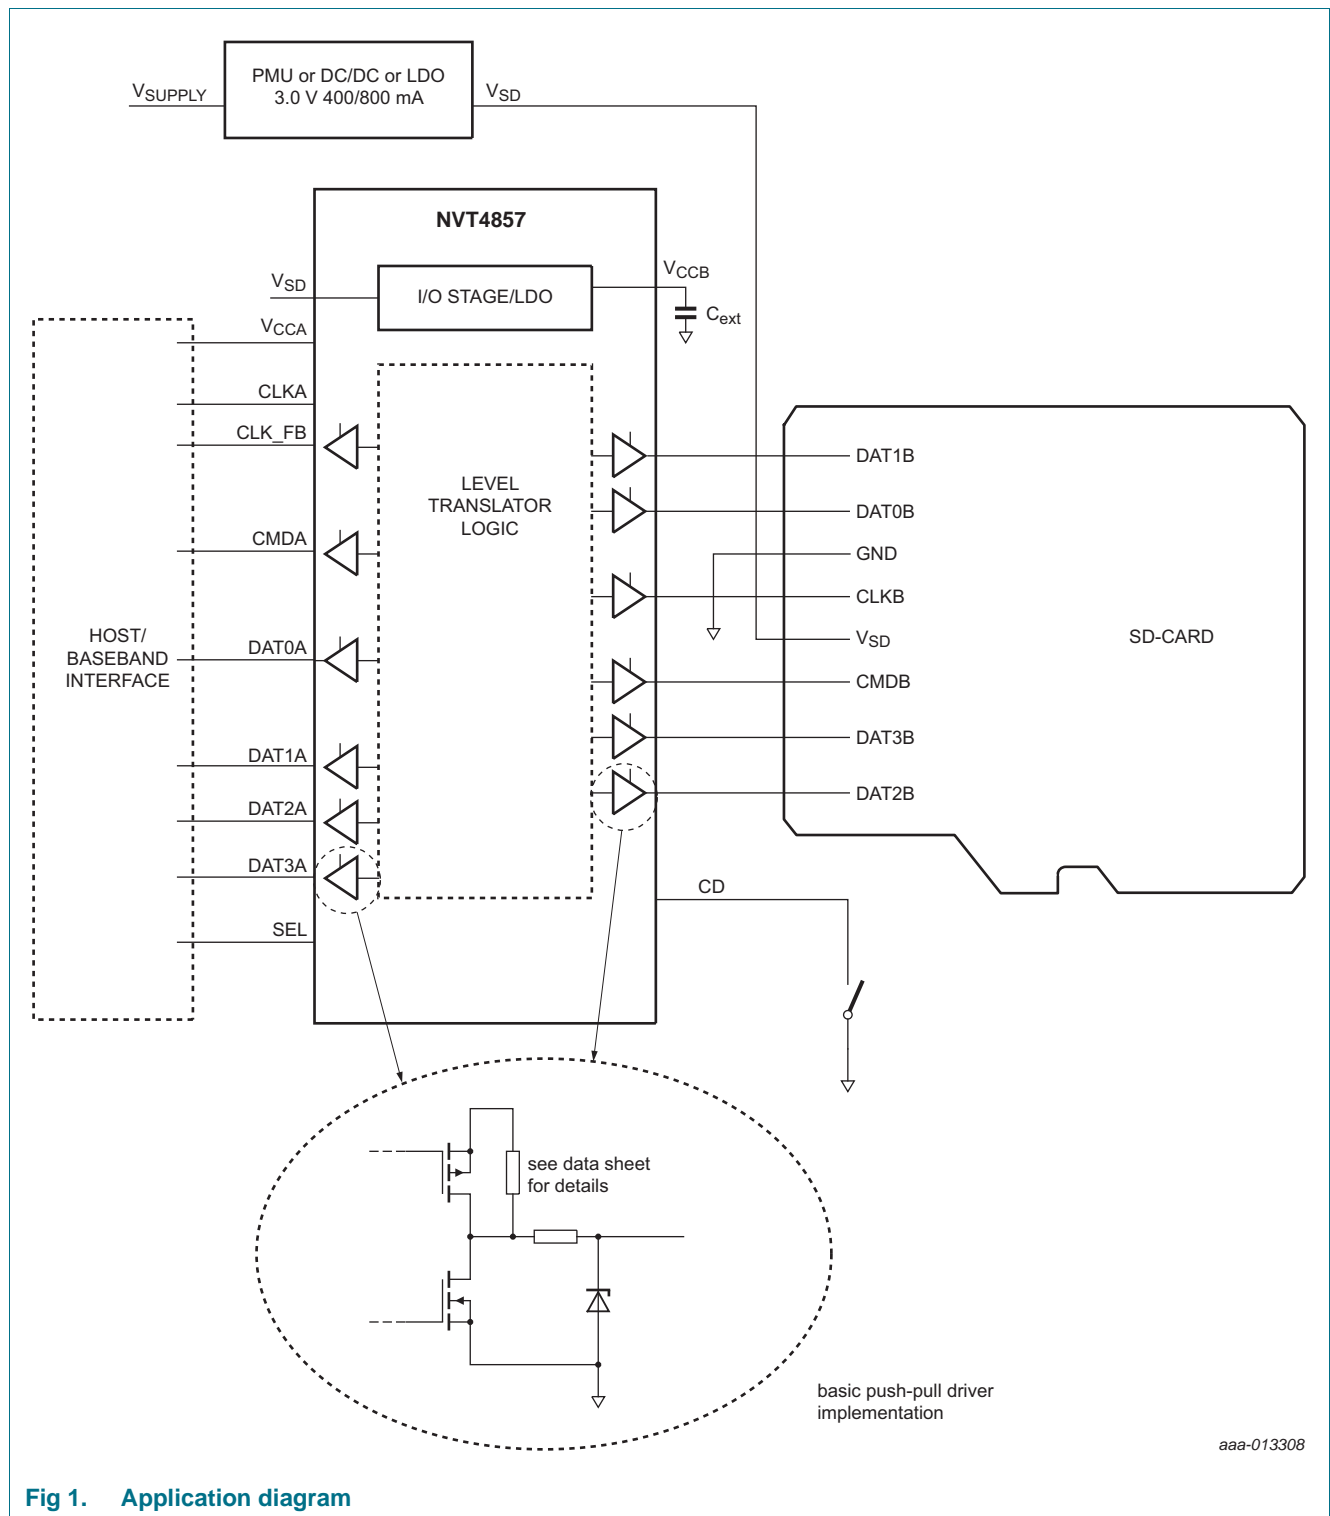 PMU or DC/DC or LDO
3.0 V 400/800 mA
VSUPPLY
VSD
NVT4857
VSD
I/O STAGE/LDO
VCCB
Cext
VCCA
CLKA
CLK_FB
CMDA
DAT0A
DAT1A
DAT2A
DAT3A
SEL
HOST/
BASEBAND
INTERFACE
LEVEL
TRANSLATOR
LOGIC
DAT1B
DAT0B
GND
CLKB
VSD
CMDB
DAT3B
DAT2B
SD-CARD
CD
see data sheet
for details
basic push-pull driver
implementation
aaa-013308
Fig 1. Application diagram